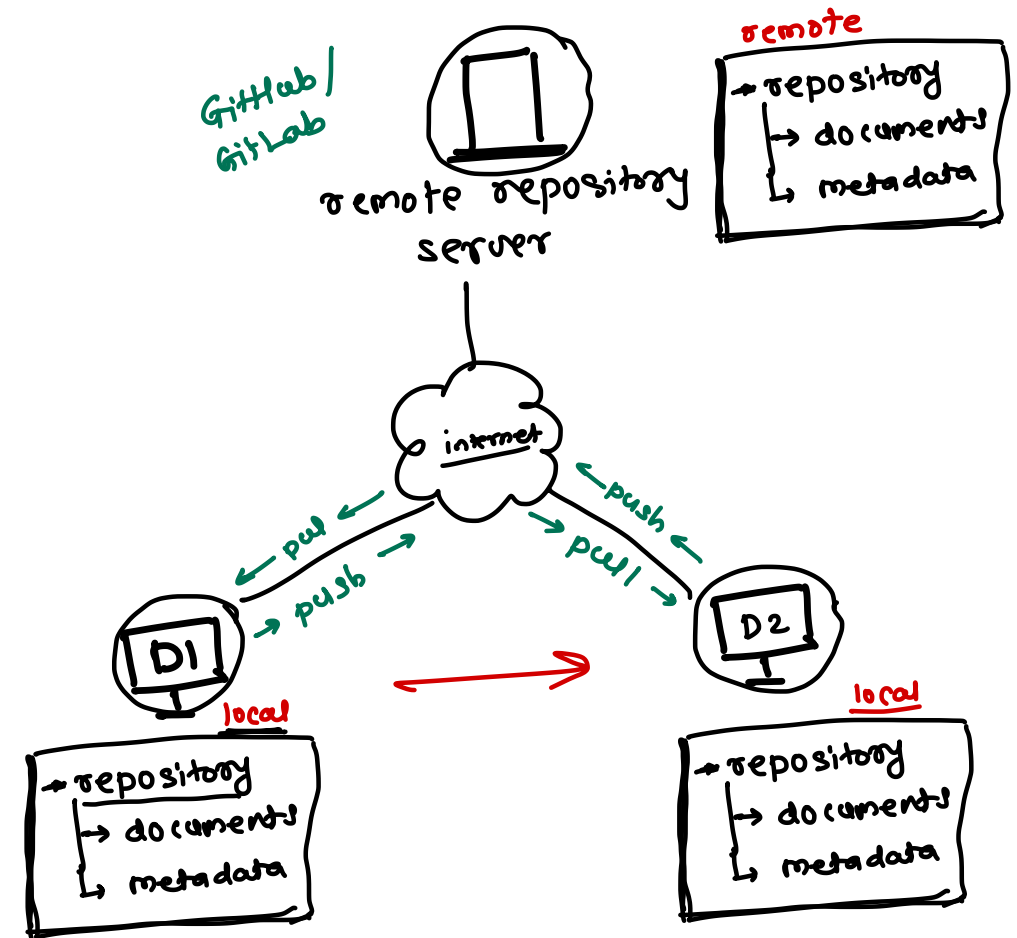 remote
GitHub/
GitLab
repository
documents
metadata
remote repository
server
internet
pull
push
push
pull
D1
D2
local
repository
documents
metadata
local
repository
documents
metadata